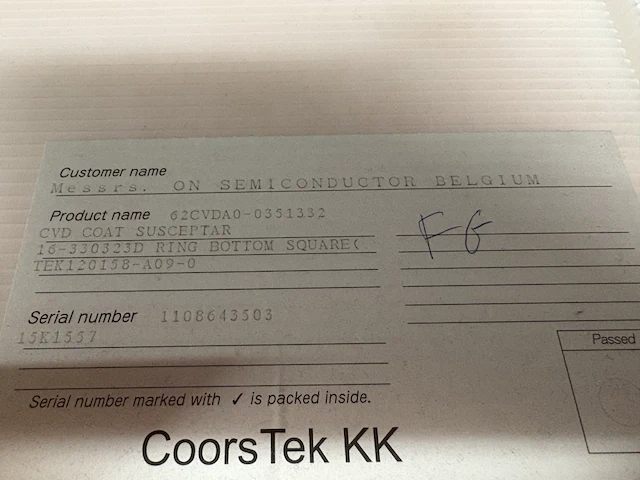 Customer name
Messrs. ON SEMICONDUCTOR BELGIUM
Product name 62CVDA0-0351332
CVD COAT SUSCEPTAR
16-330323D RING BOTTOM SQUARE(
TEK120158-A09-0
FG
Serial number 1108643503
15K1557
Passed
Serial number marked with ✓ is packed inside.
CoorsTek KK